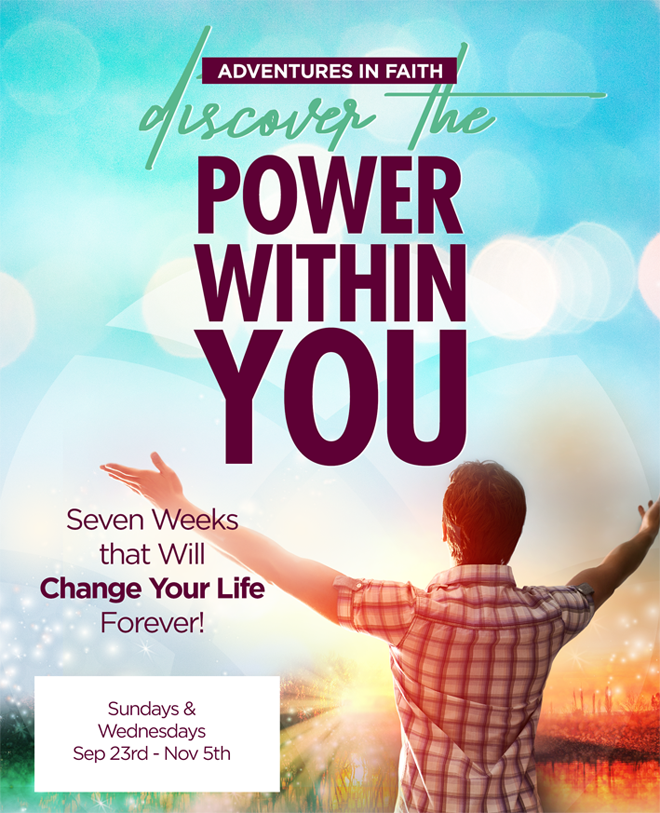 ADVENTURES IN FAITH
discover the
POWER
WITHIN
YOU
Seven Weeks
that Will
Change Your Life
Forever!
Sundays &
Wednesdays
Sep 23rd - Nov 5th